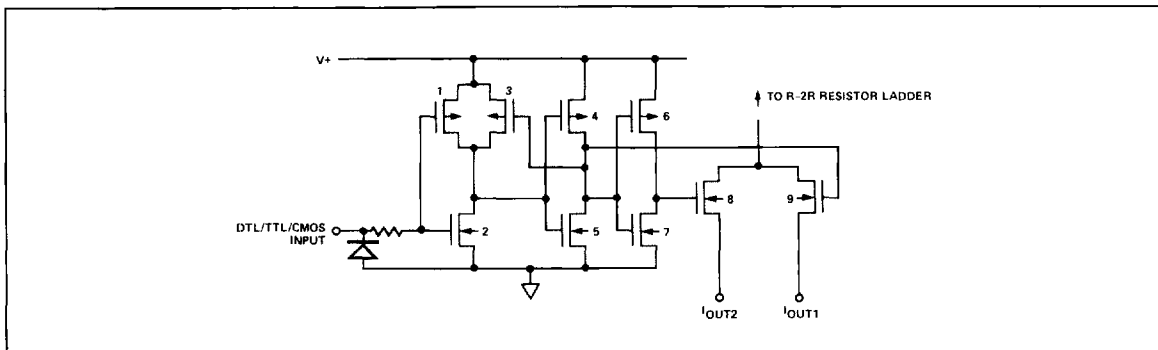 V+
1
3
4
6
TO R-2R RESISTOR LADDER
DTL/TTL/CMOS
INPUT
2
5
7
8
9
IOUT2
IOUT1